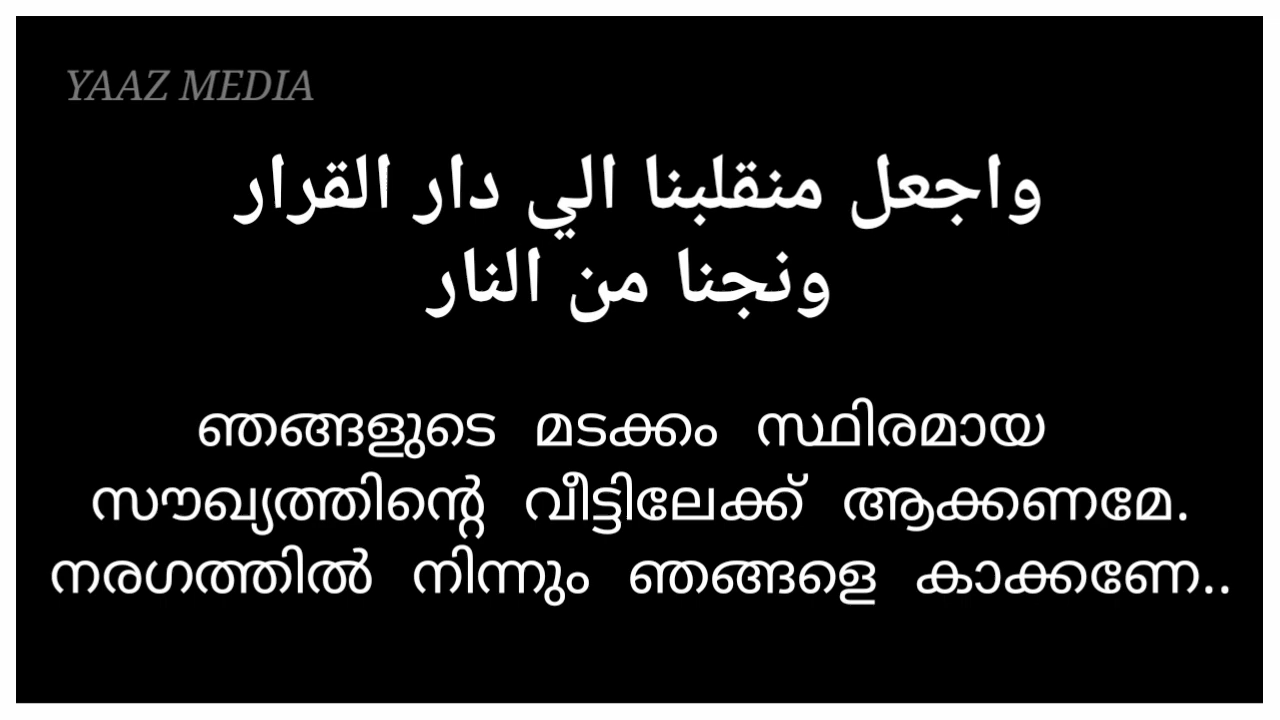 YAAZ MEDIA
واجعل منقلبنا الي دار القرار
ونجنا من النار
ഞങ്ങളുടെ മടക്കം സ്ഥിരമായ
സൗഖ്യത്തിന്റെ വീട്ടിലേക്ക് ആക്കണമേ.
നരഗത്തിൽ നിന്നും ഞങ്ങളെ കാക്കണേ..